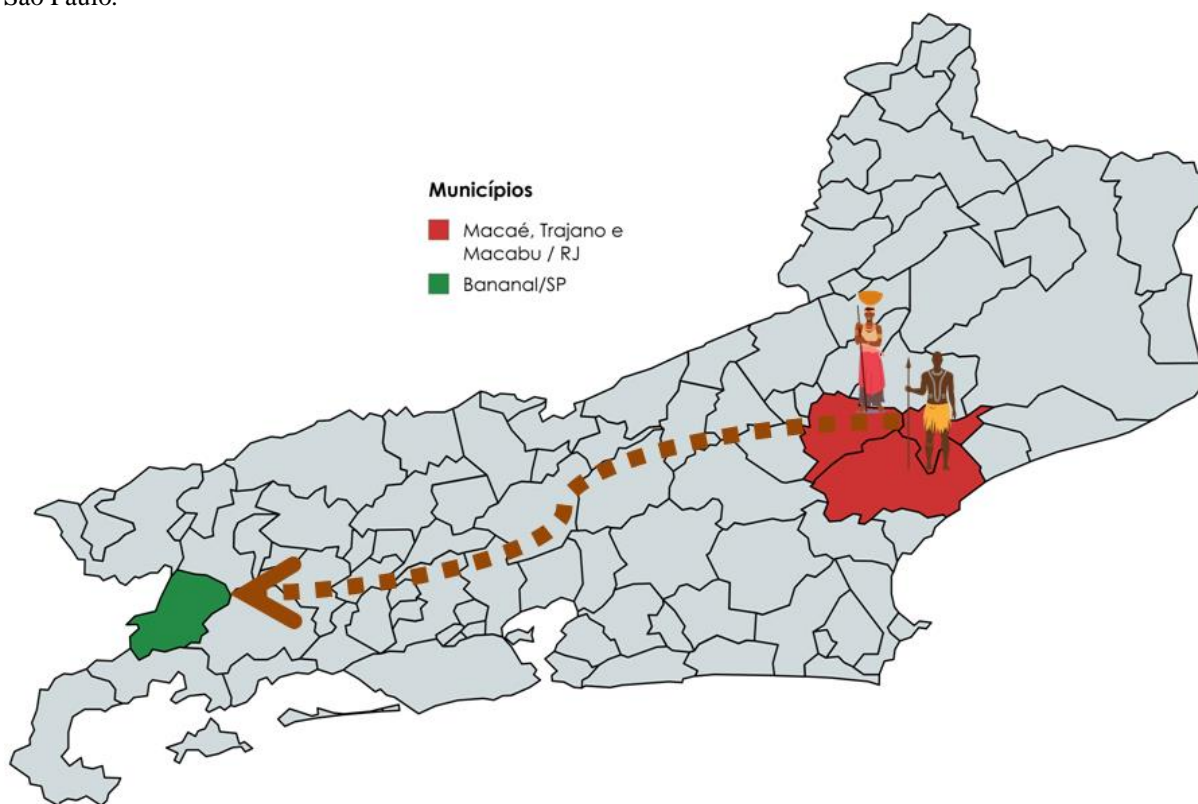 São Paulo.
Municípios
Macaé, Trajano e
Macabu / RJ
Bananal/SP